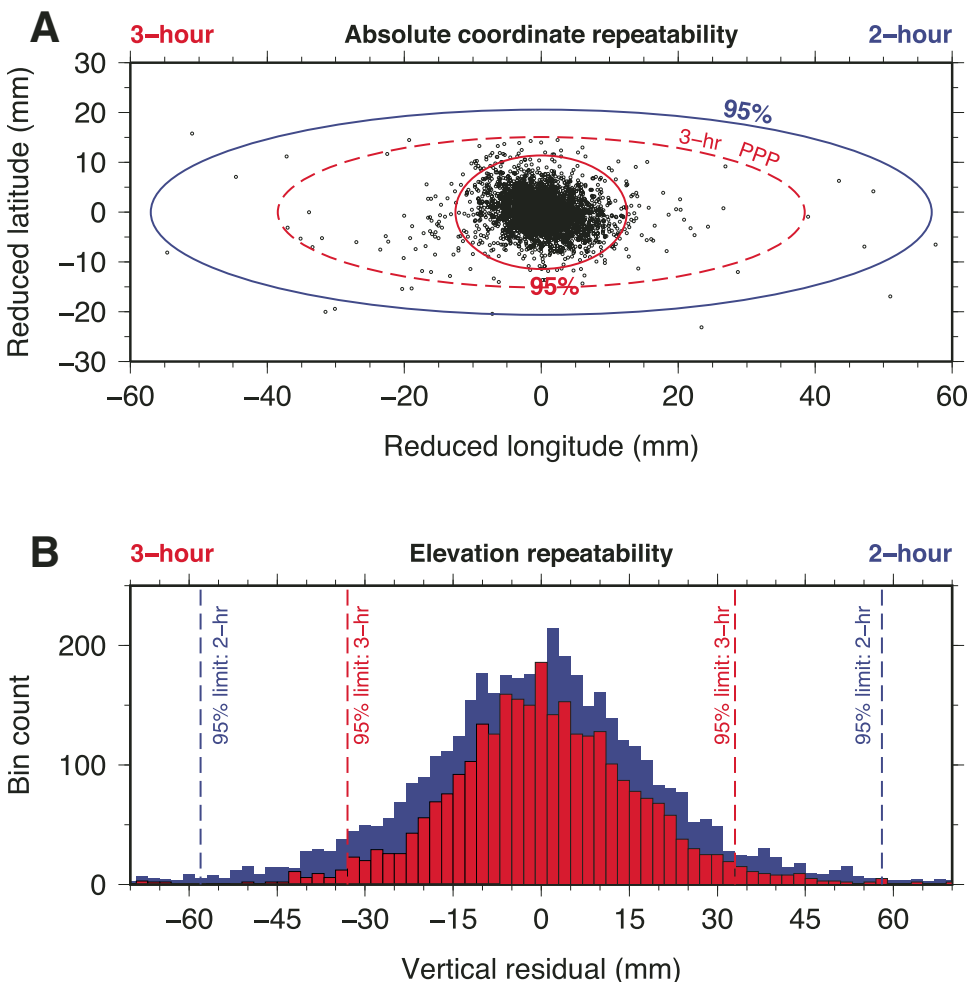 A
3–hour Absolute coordinate repeatability 2–hour
Reduced latitude (mm)
30
20
10
0
−10
−20
−30
95%
3–hr PPP
95%
−60 −40 −20 0 20 40 60
Reduced longitude (mm)
B
3–hour Elevation repeatability 2–hour
Bin count
200
100
0
95% limit: 2–hr
95% limit: 3–hr
95% limit: 3–hr
95% limit: 2–hr
−60 −45 −30 −15 0 15 30 45 60
Vertical residual (mm)